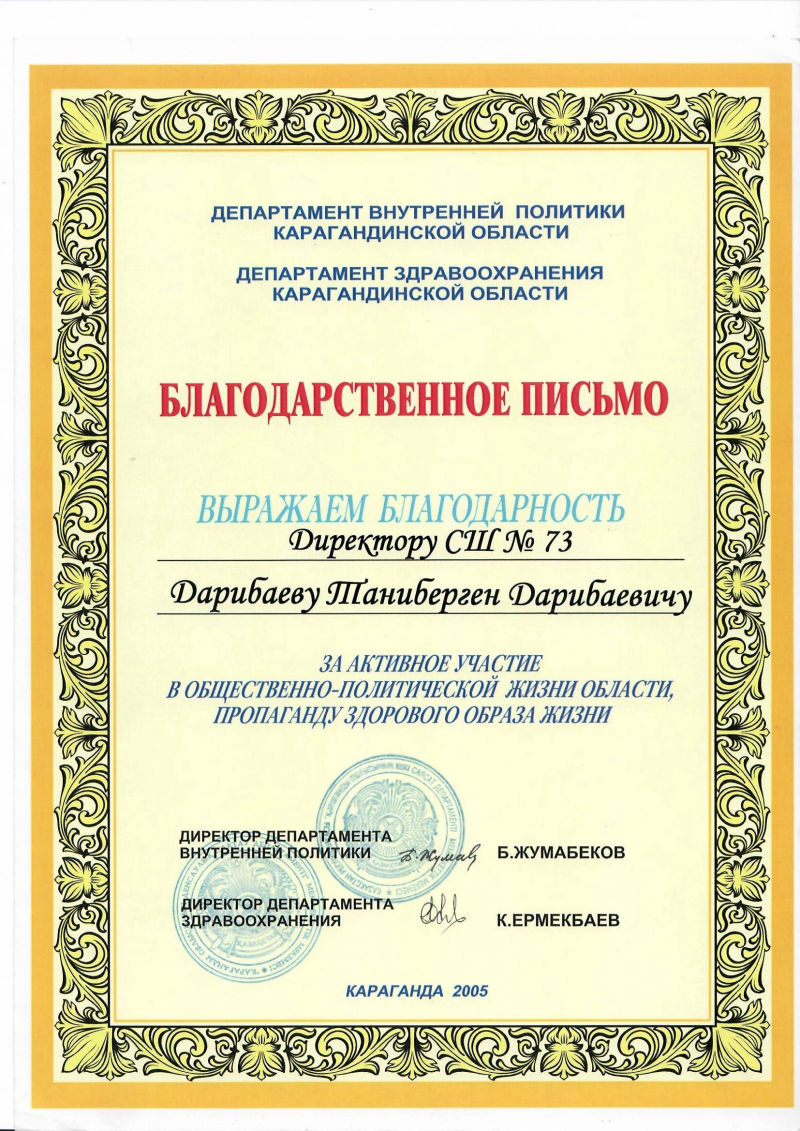 ДЕПАРТАМЕНТ ВНУТРЕННЕЙ ПОЛИТИКИ
КАРАГАНДИНСКОЙ ОБЛАСТИ
ДЕПАРТАМЕНТ ЗДРАВООХРАНЕНИЯ
КАРАГАНДИНСКОЙ ОБЛАСТИ
БЛАГОДАРСТВЕННОЕ ПИСЬМО
ВЫРАЖАЕМ БЛАГОДАРНОСТЬ
Директору СШ № 73
Дарибаеву Таниберген Дарибаевичу
ЗА АКТИВНОЕ УЧАСТИЕ
В ОБЩЕСТВЕННО-ПОЛИТИЧЕСКОЙ ЖИЗНИ ОБЛАСТИ,
ПРОПАГАНДУ ЗДОРОВОГО ОБРАЗА ЖИЗНИ
ДИРЕКТОР ДЕПАРТАМЕНТА
ВНУТРЕННЕЙ ПОЛИТИКИ Б.ЖУМАБЕКОВ
ДИРЕКТОР ДЕПАРТАМЕНТА
ЗДРАВООХРАНЕНИЯ К.ЕРМЕКБАЕВ
КАРАГАНДА 2005